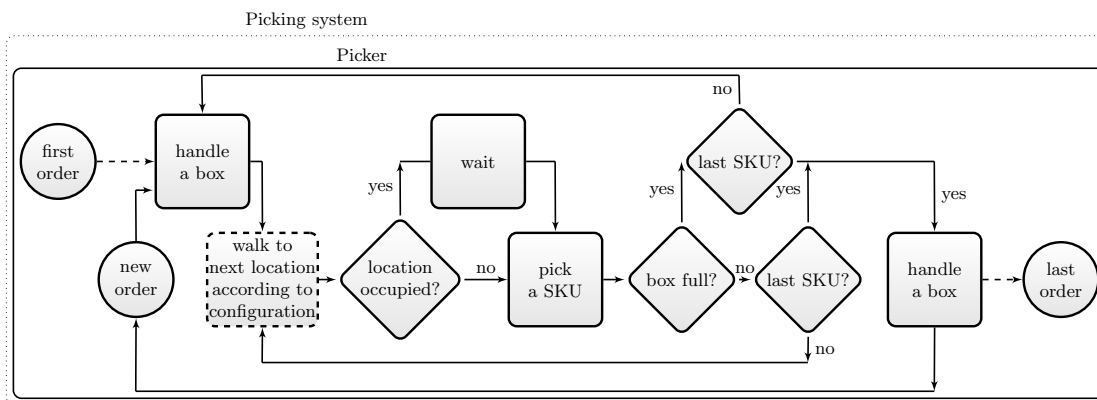 Picking system
Picker
no
first
order
handle
a box
wait
last SKU?
yes
yes
yes
yes
new
order
walk to
next location
according to
configuration
location
occupied?
no
pick
a SKU
box full?
no
last SKU?
handle
a box
last
order
no